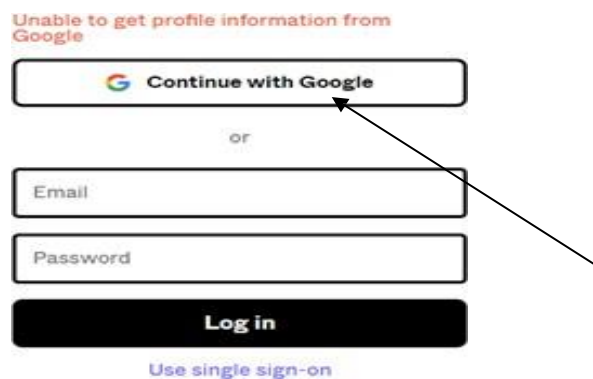 Unable to get profile information from
Google
Continue with Google
or
Email
Password
Log in
Use single sign-on